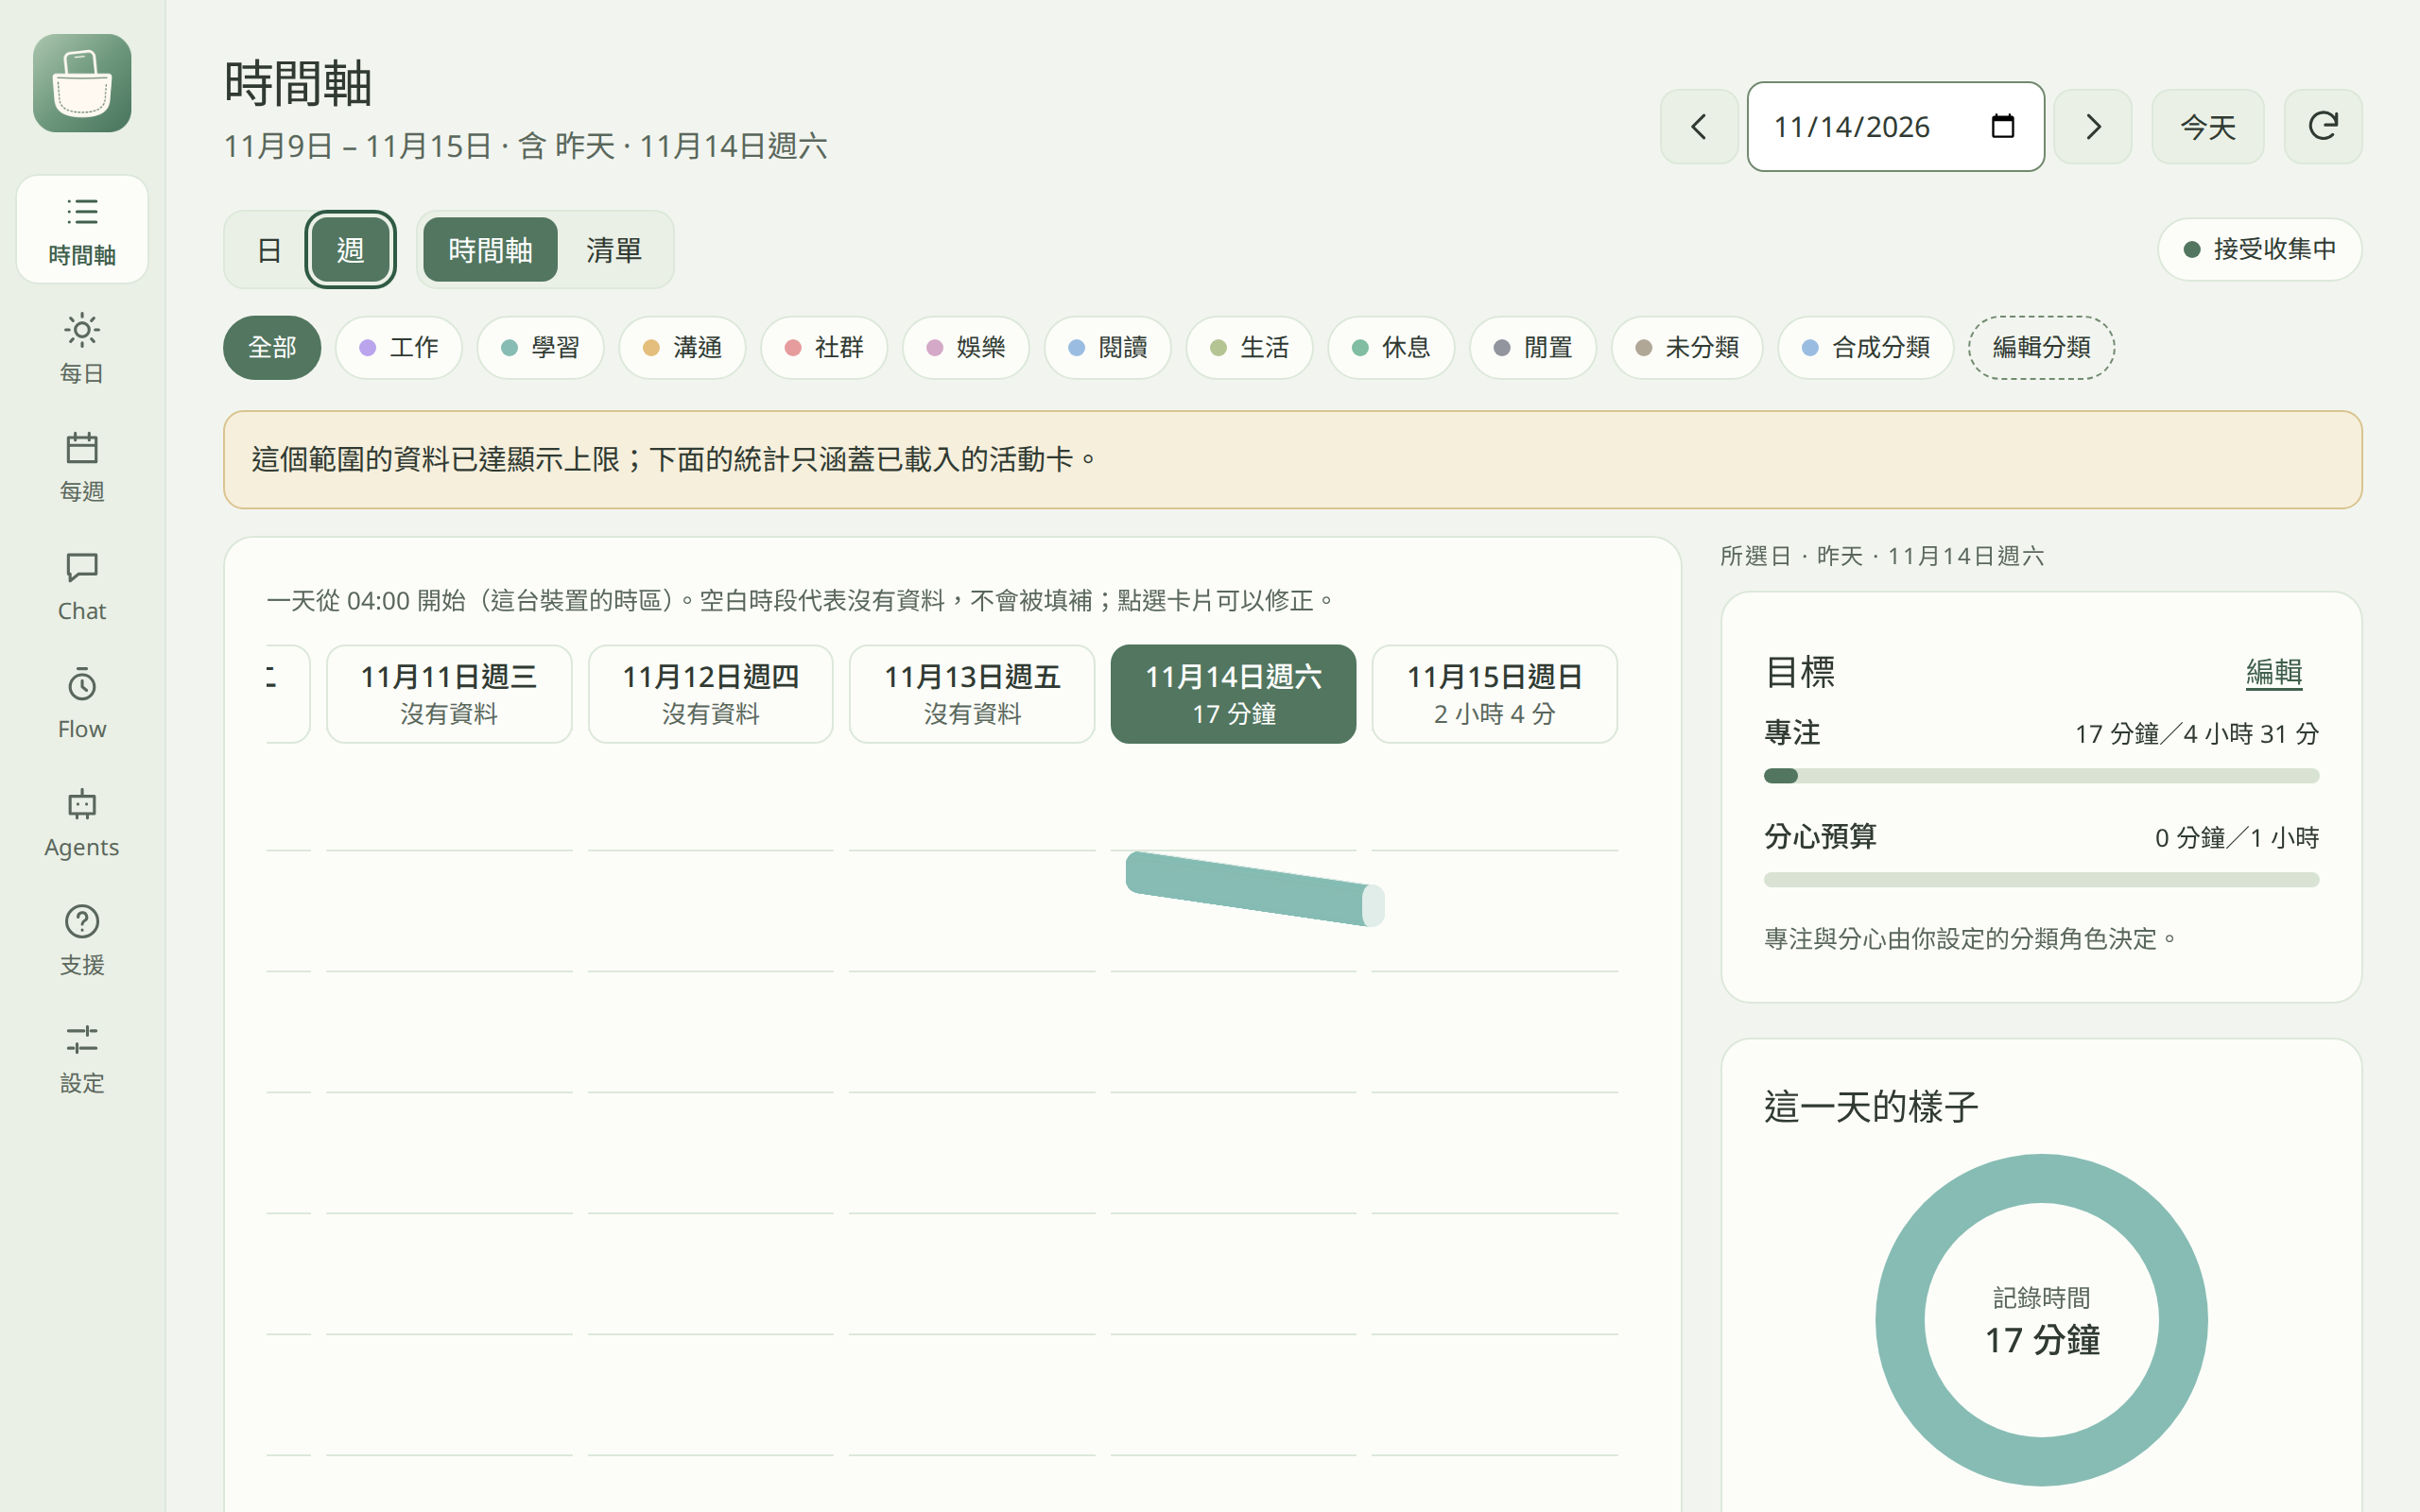 時間軸
11月9日 – 11月15日 · 含 昨天 · 11月14日週六
11/14/2026
今天
時間軸
每日
每週
Chat
Flow
Agents
支援
設定
日
週
時間軸
清單
接受收集中
全部
工作
學習
溝通
社群
娛樂
閱讀
生活
休息
閒置
未分類
合成分類
編輯分類
這個範圍的資料已達顯示上限；下面的統計只涵蓋已載入的活動卡。
一天從 04:00 開始（這台裝置的時區）。空白時段代表沒有資料，不會被填補；點選卡片可以修正。
11月11日週三
沒有資料
11月12日週四
沒有資料
11月13日週五
沒有資料
11月14日週六
17 分鐘
11月15日週日
2 小時 4 分
所選日 · 昨天 · 11月14日週六
目標
編輯
專注
17 分鐘／4 小時 31 分
分心預算
0 分鐘／1 小時
專注與分心由你設定的分類角色決定。
這一天的樣子
記錄時間
17 分鐘